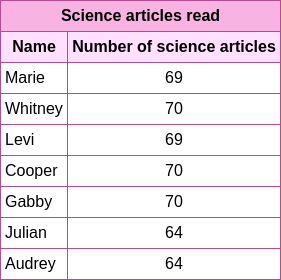 Science articles read
Name Number of science articles
Marie 69
Whitney 70
Levi 69
Cooper 70
Gabby 70
Julian 64
Audrey 64